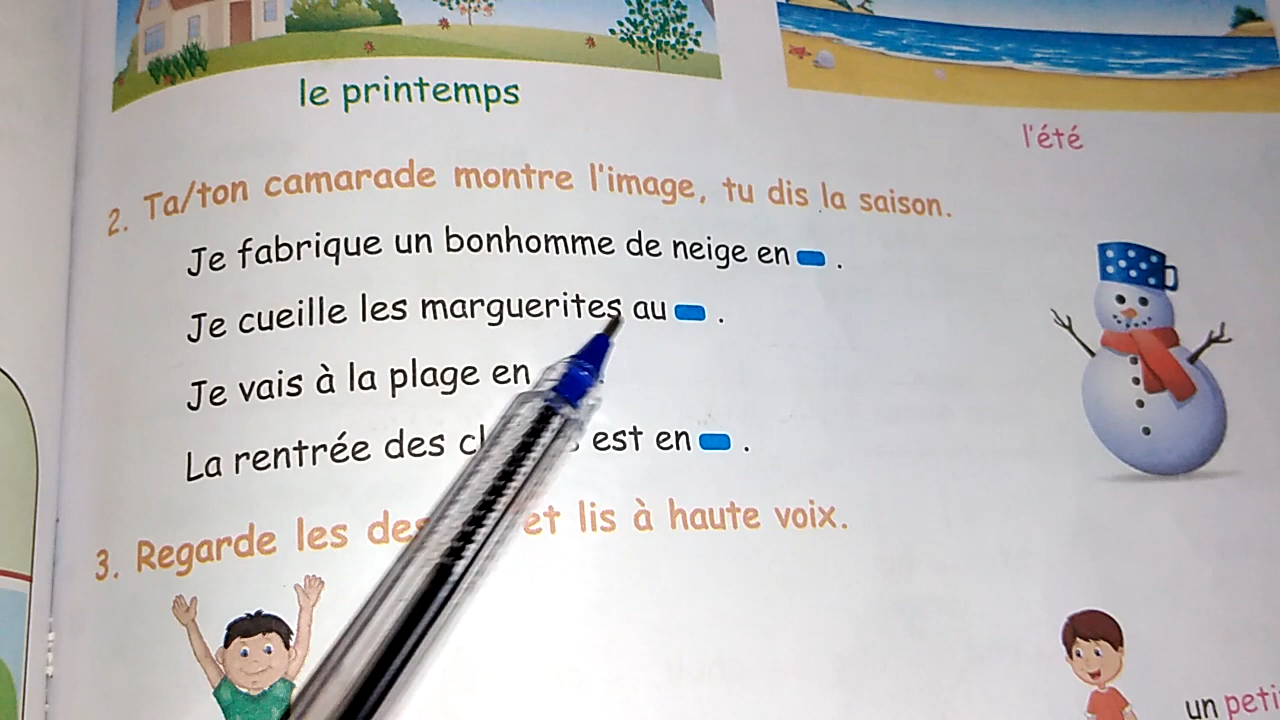 le printemps
l'été
2. Ta/ton camarade montre l'image, tu dis la saison.
Je fabrique un bonhomme de neige en .
Je cueille les marguerites au .
Je vais à la plage en
La rentrée des est en .
3. Regarde les et lis à haute voix.
un